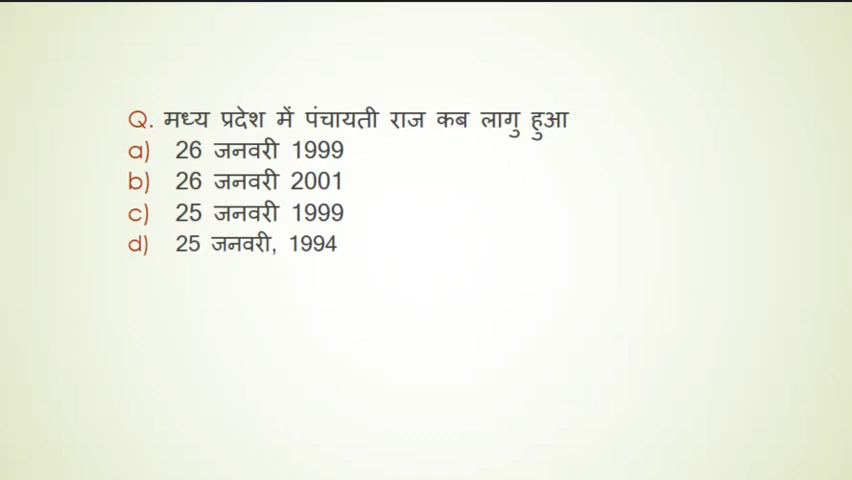 Q. मध्य प्रदेश में पंचायती राज कब लागु हुआ
a) 26 जनवरी 1999
b) 26 जनवरी 2001
c) 25 जनवरी 1999
d) 25 जनवरी, 1994